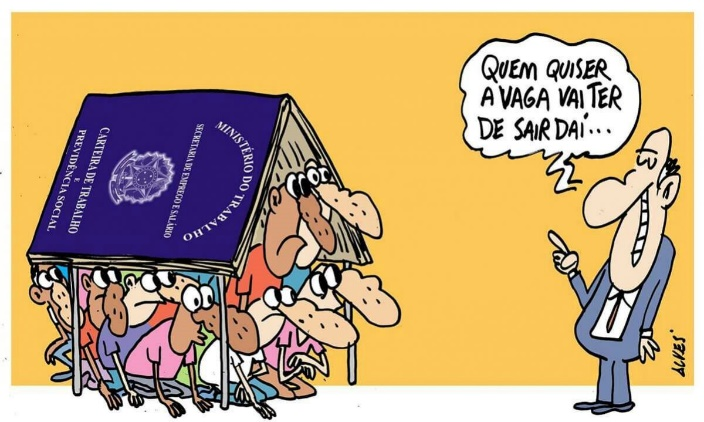 QUEM QUISER
A VAGA VAI TER
DE SAIR DAÍ...
MINISTÉRIO DO TRABALHO
SECRETARIA DE EMPREGO E SALÁRIO
CARTEIRA DE TRABALHO
E
PREVIDÊNCIA SOCIAL